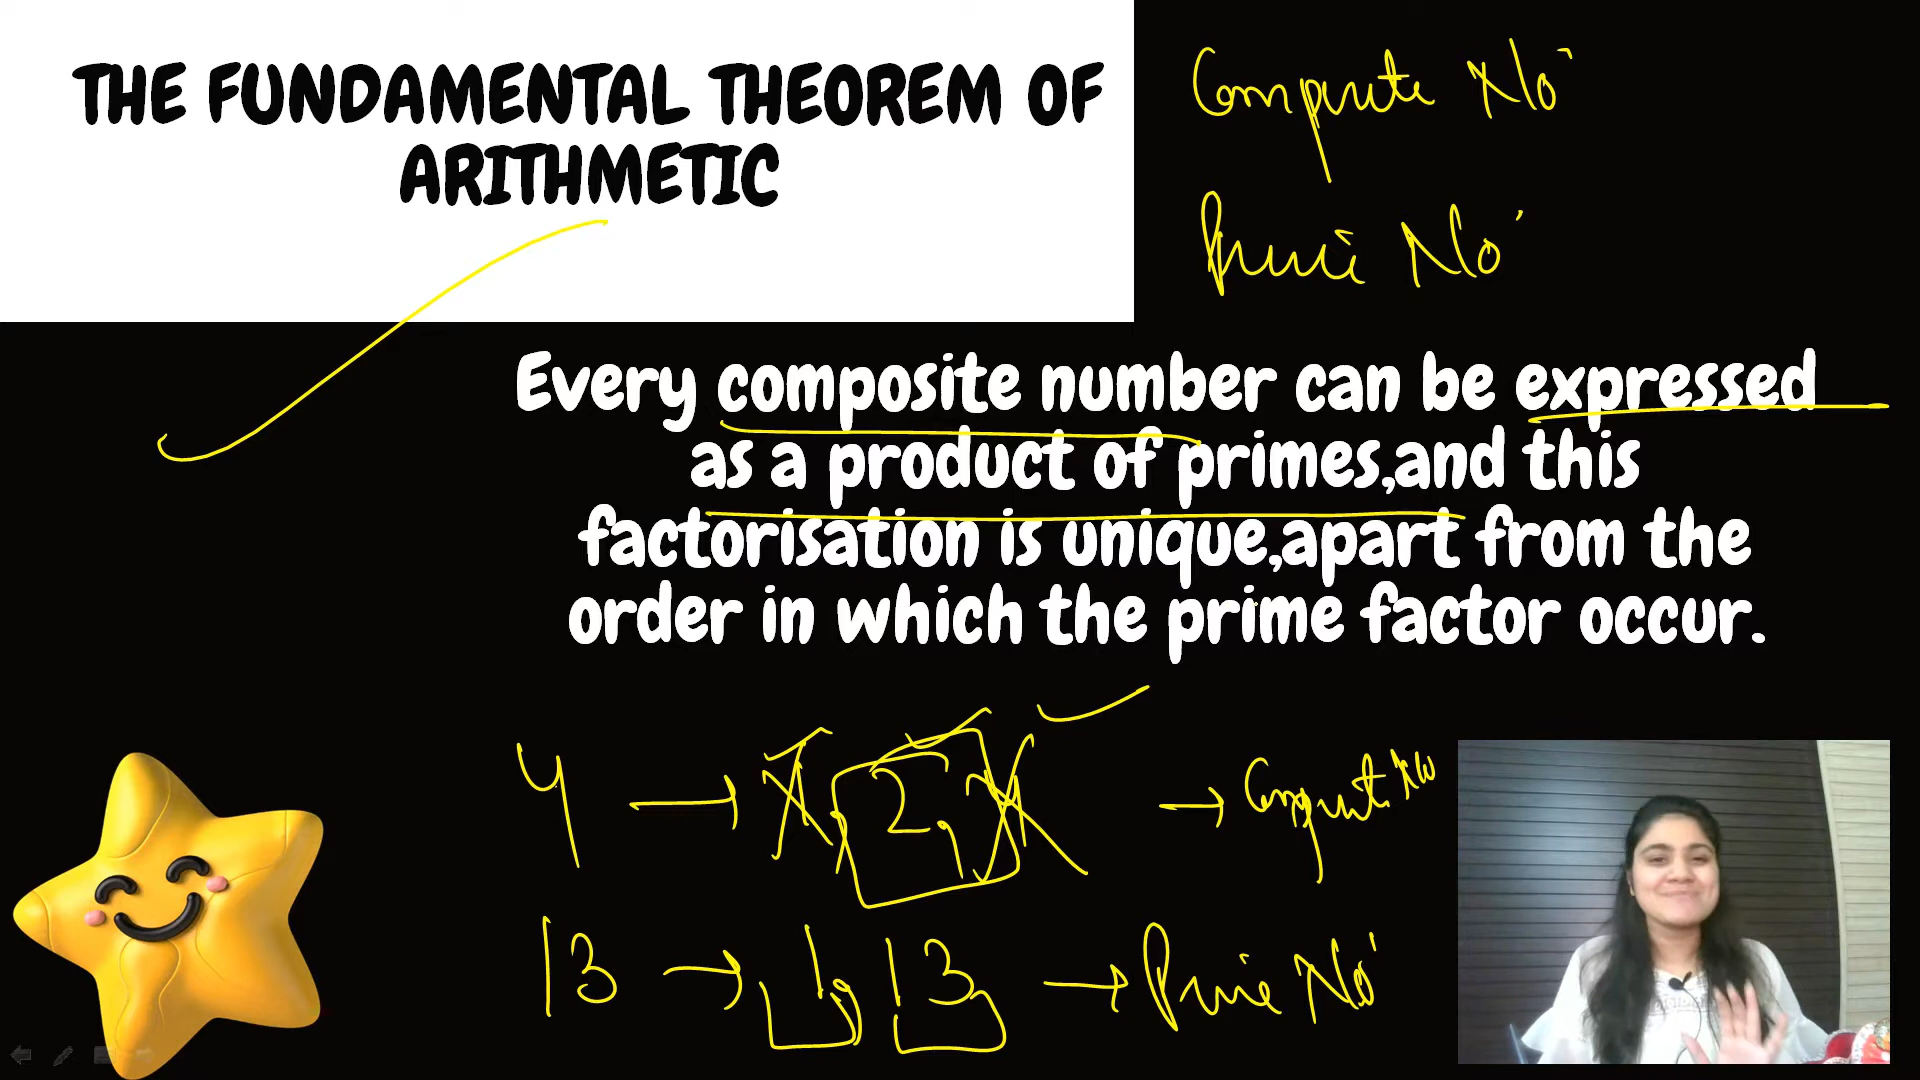 THE FUNDAMENTAL THEOREM OF
ARITHMETIC
Composite No.
Prime No.
Every composite number can be expressed
as a product of primes,and this
factorisation is unique,apart from the
order in which the prime factor occur.
4 → 1, 2, 4 → Composite No
13 → 1, 13 → Prime No.